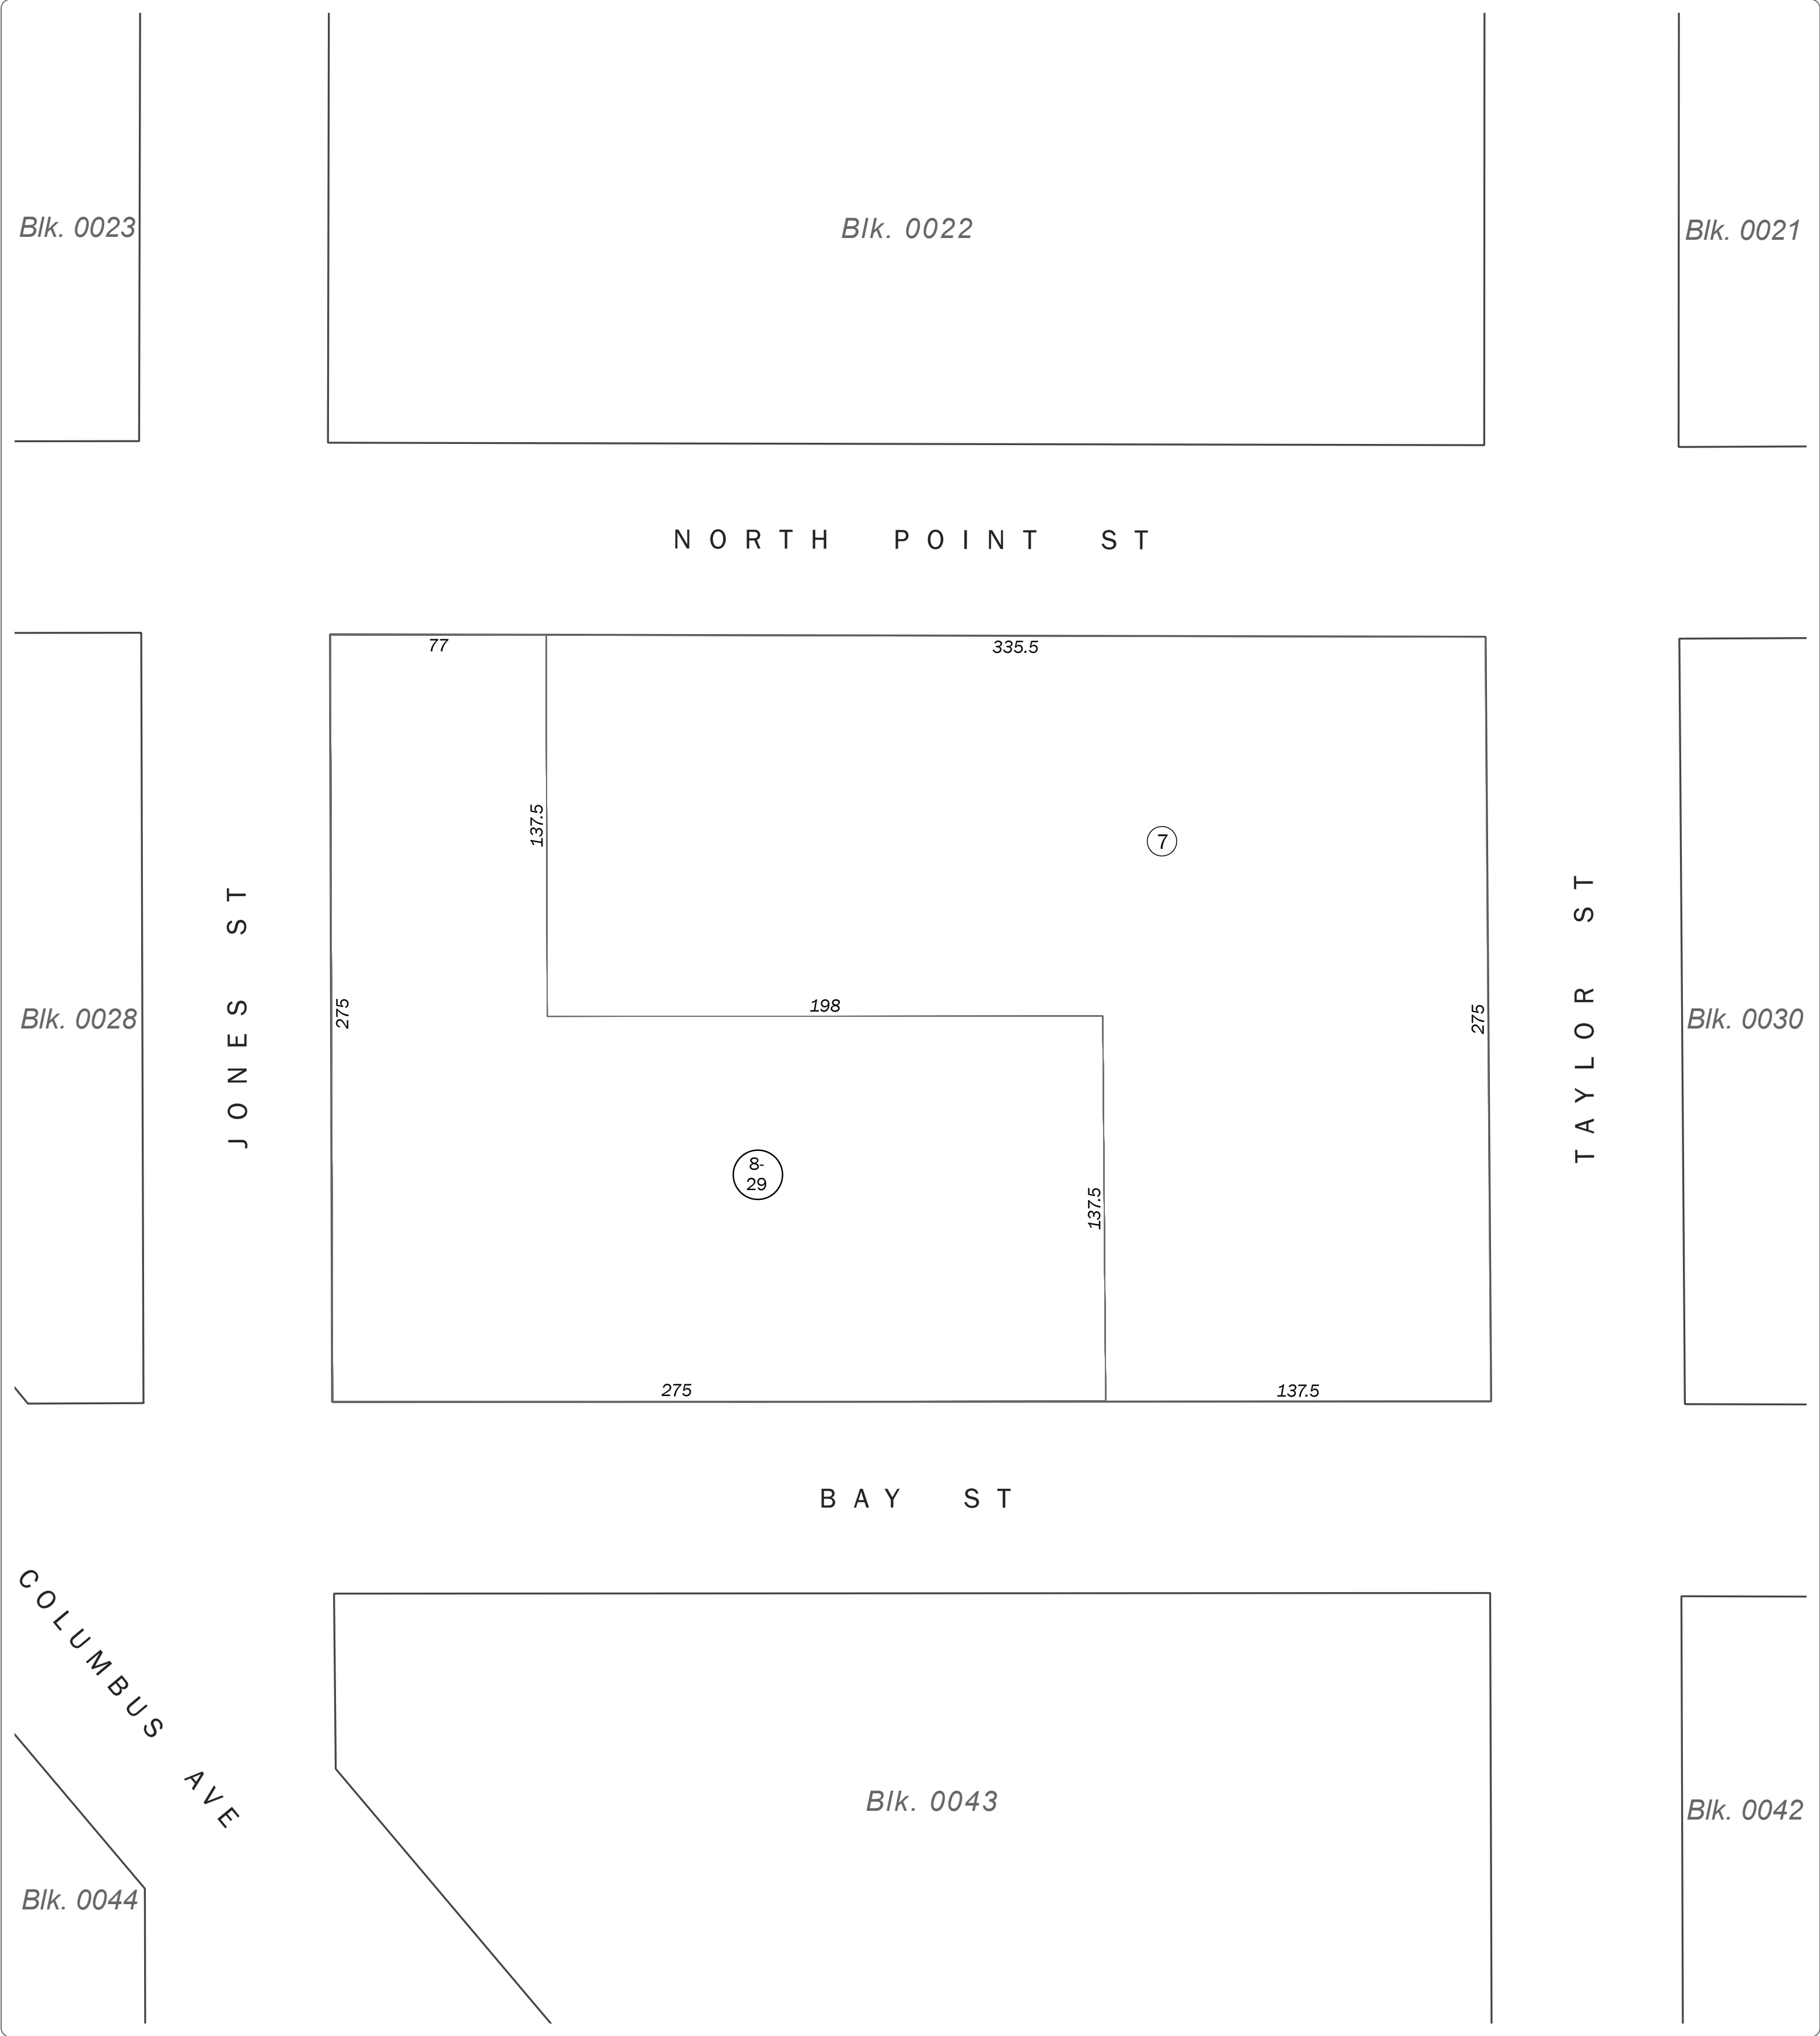 Blk. 0023
Blk. 0022
Blk. 0021
NORTH POINT ST
77
335.5
137.5
7
JONES ST
TAYLOR ST
Blk. 0028
275
198
275
Blk. 0030
8-
29
137.5
275
137.5
BAY ST
COLUMBUS AVE
Blk. 0043
Blk. 0042
Blk. 0044